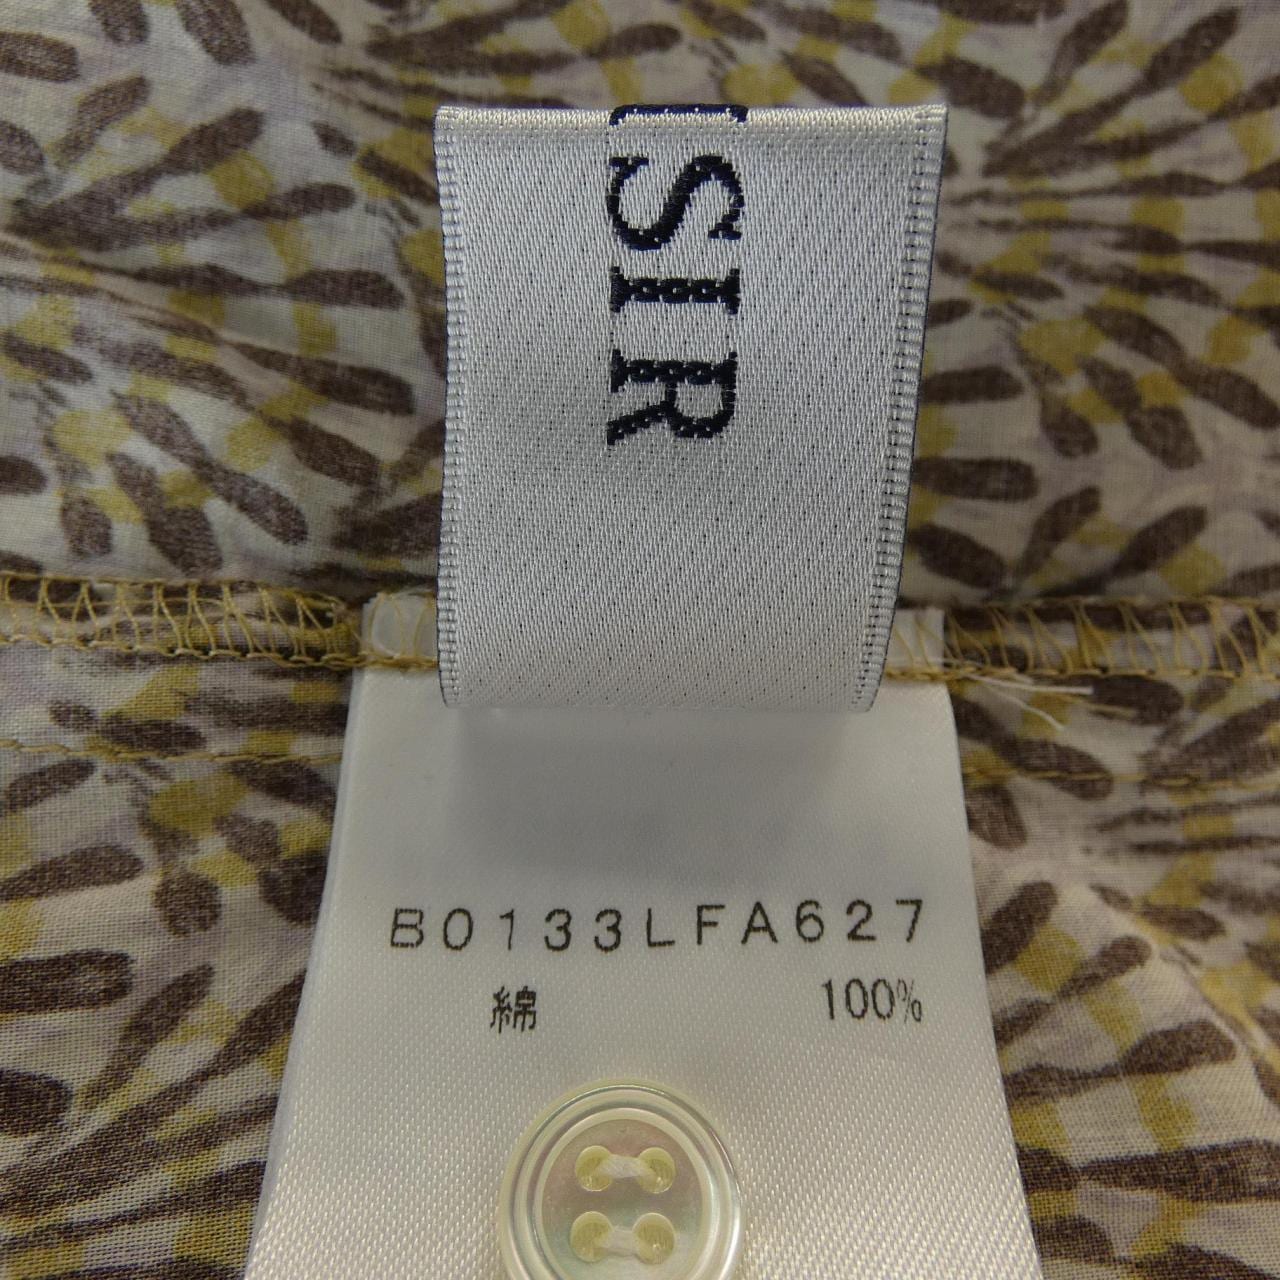 SIR
B0133LFA627
綿 100%